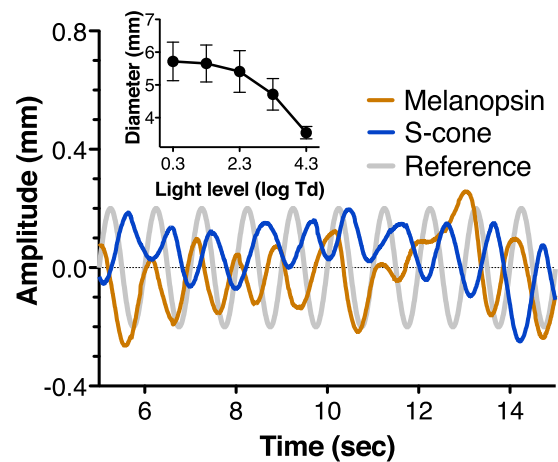 0.8
0.4
0.0
-0.4
Amplitude (mm)
6
8
10
12
14
Time (sec)
7
6
5
4
Diameter (mm)
0.3
2.3
4.3
Light level (log Td)
Melanopsin
S-cone
Reference